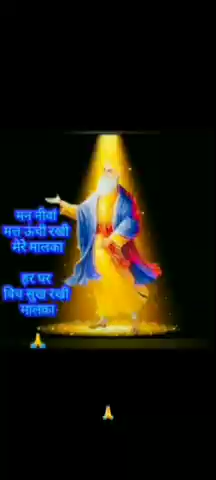 मन नीवां
मत्त ऊंची रखी
मेरे मालका
हर घर
विच सुख रखीं
मालका